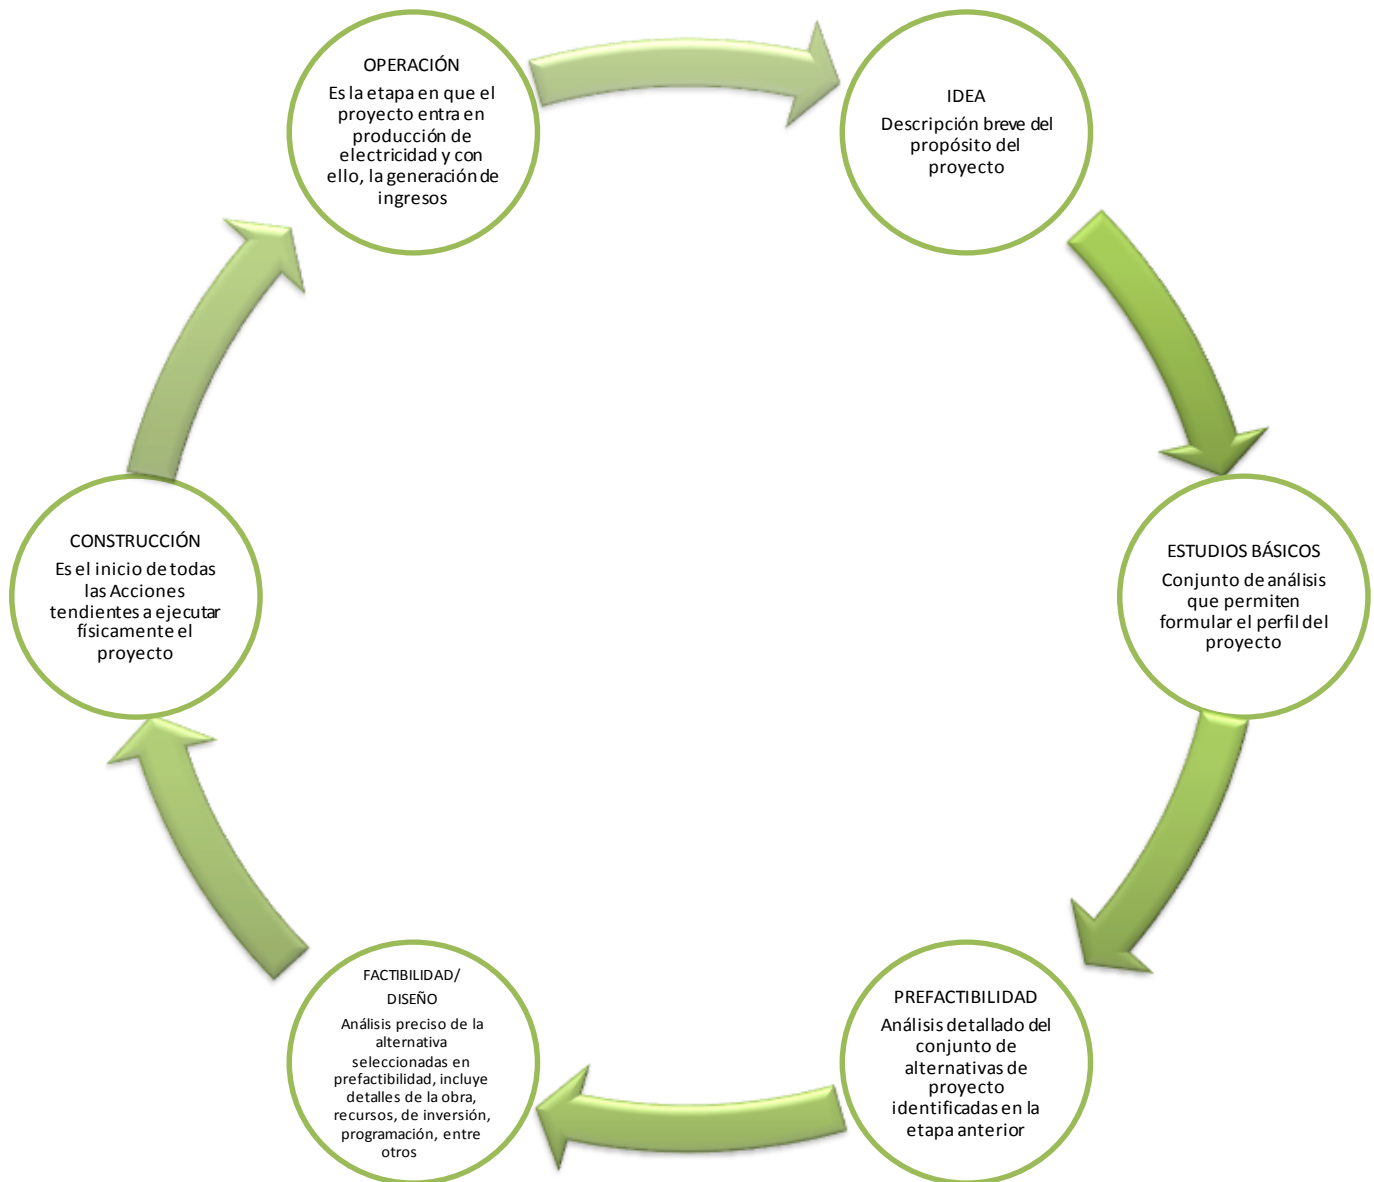 OPERACIÓN
Es la etapa en que el
proyecto entra en
producción de
electricidad y con
ello, la generación de
ingresos
IDEA
Descripción breve del
propósito del
proyecto
ESTUDIOS BÁSICOS
Conjunto de análisis
que permiten
formular el perfil del
proyecto
PREFACTIBILIDAD
Análisis detallado del
conjunto de
alternativas de
proyecto
identificadas en la
etapa anterior
FACTIBILIDAD/
DISEÑO
Análisis preciso de la
alternativa
seleccionadas en
prefactibilidad, incluye
detalles de la obra,
recursos, de inversión,
programación, entre
otros
CONSTRUCCIÓN
Es el inicio de todas
las Acciones
tendientes a ejecutar
físicamente el
proyecto